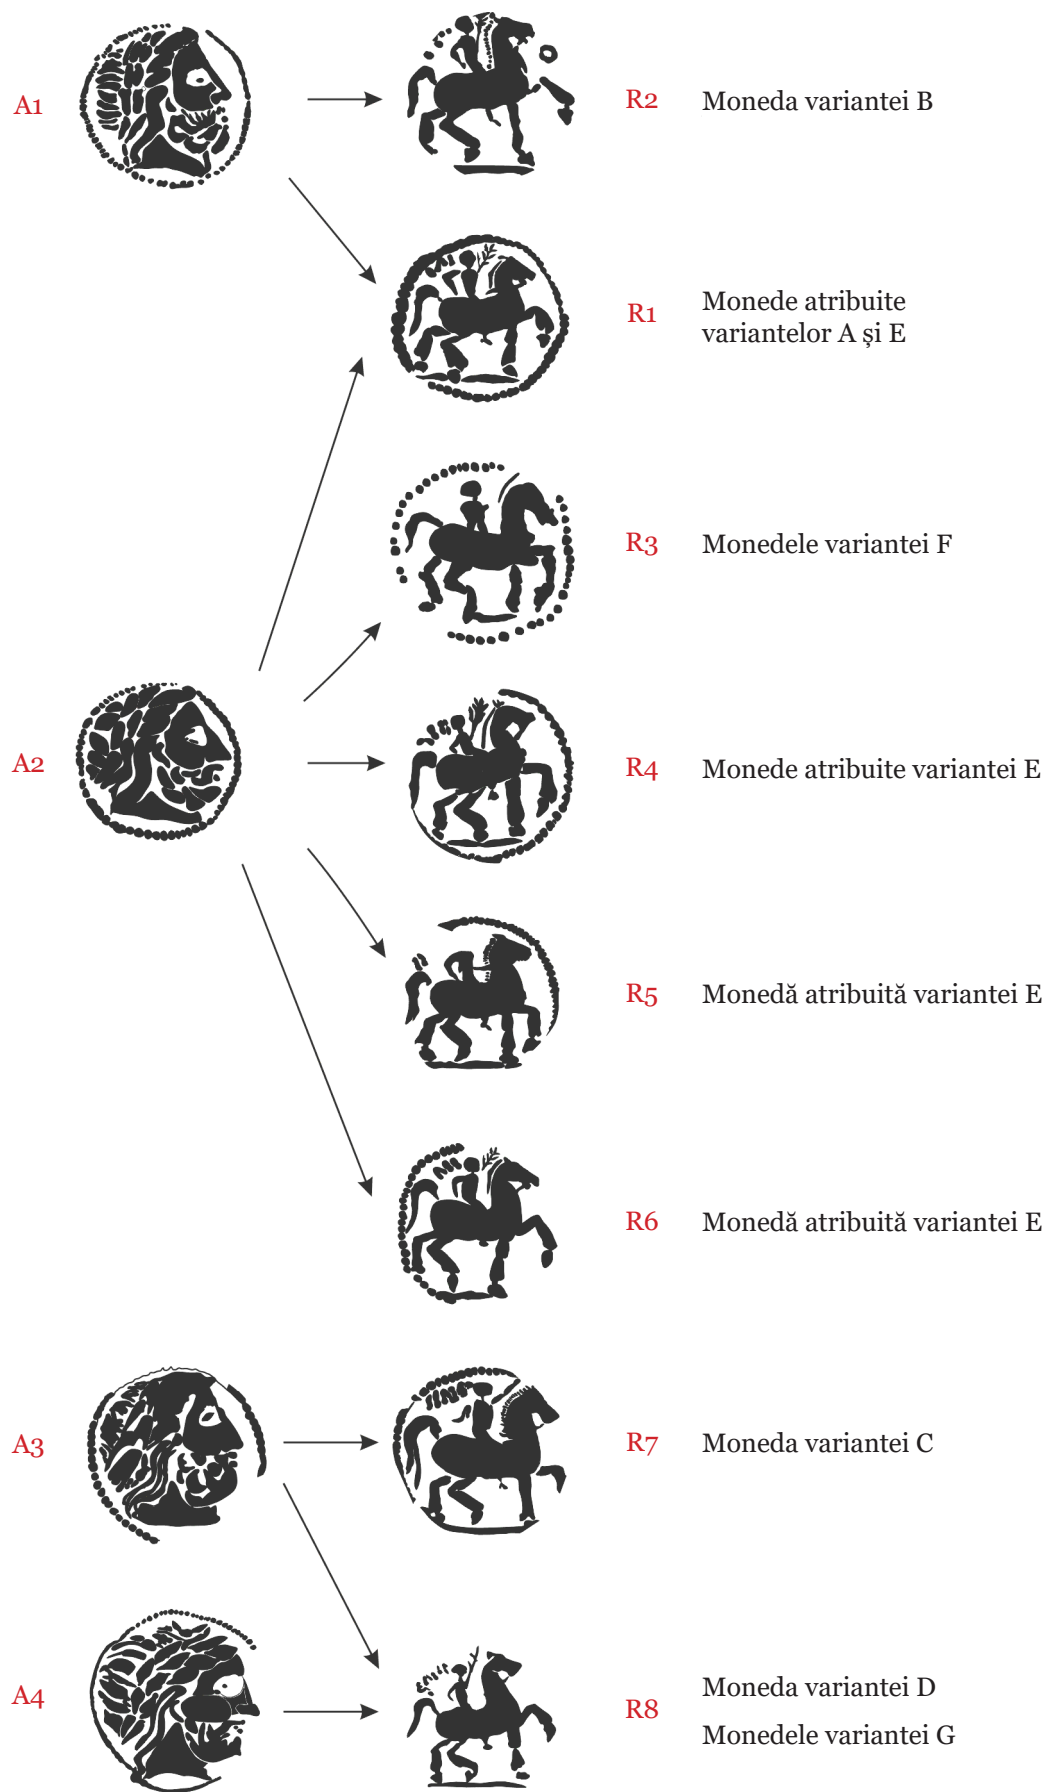 A1
R2 Moneda variantei B
R1 Monede atribuite
variantelor A și E
R3 Monedele variantei F
A2
R4 Monede atribuite variantei E
R5 Monedă atribuită variantei E
R6 Monedă atribuită variantei E
A3
R7 Moneda variantei C
A4
R8 Moneda variantei D
Monedele variantei G